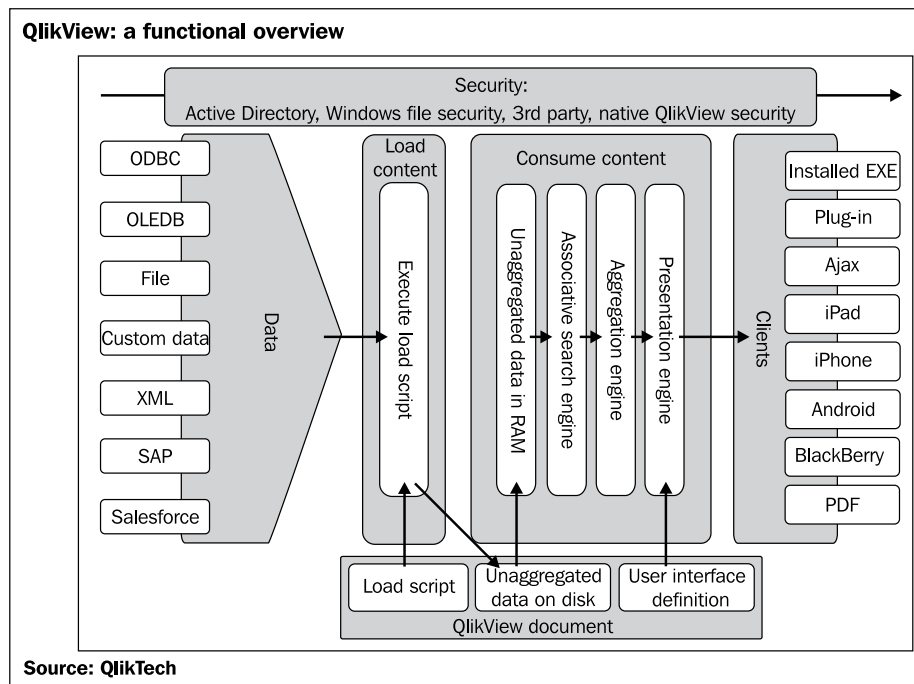 QlikView: a functional overview
Security:
Active Directory, Windows file security, 3rd party, native QlikView security
ODBC
OLEDB
File
Custom data
XML
SAP
Salesforce
Data
Load
content
Execute load script
Consume content
Unaggregated data in RAM
Associative search engine
Aggregation engine
Presentation engine
Clients
Installed EXE
Plug-in
Ajax
iPad
iPhone
Android
BlackBerry
PDF
Load script
Unaggregated
data on disk
User interface
definition
QlikView document
Source: QlikTech